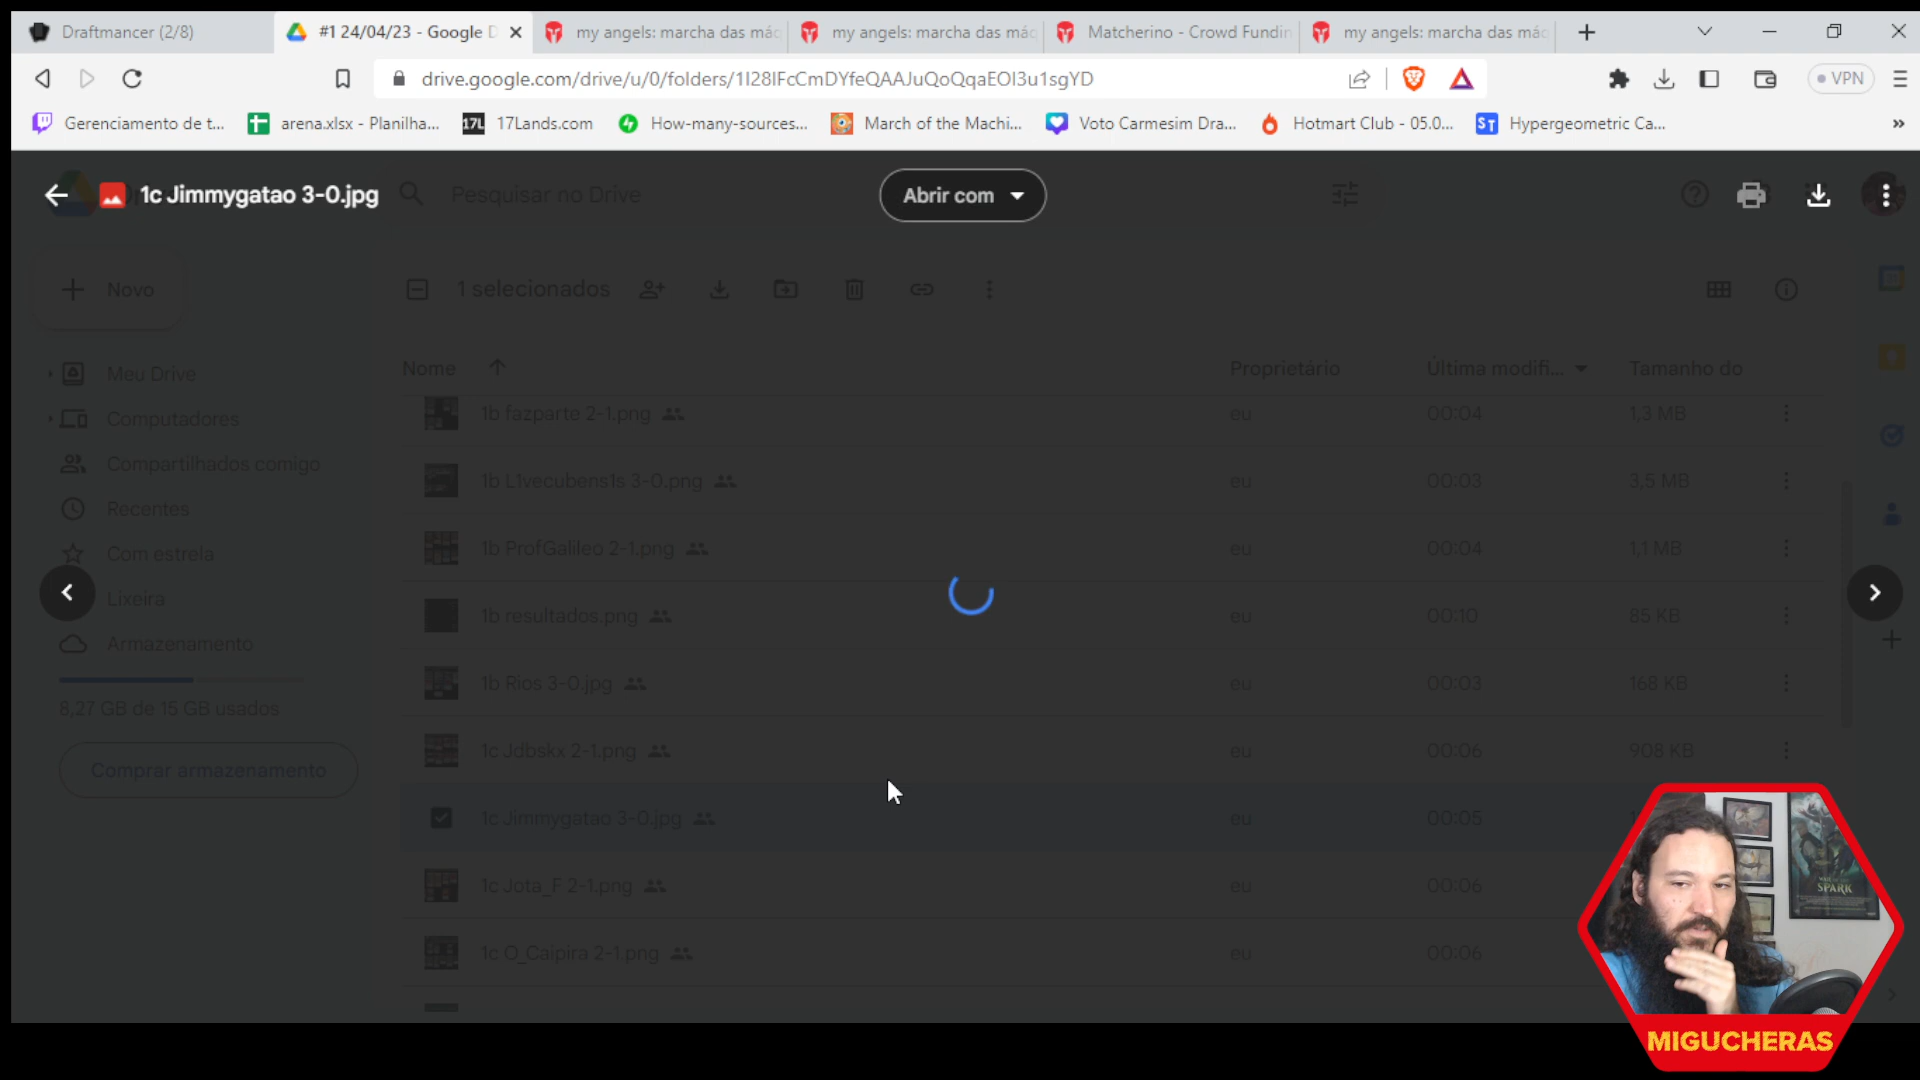 Draftmancer (2/8)
#1 24/04/23 - Google D
my angels: marcha das mác
my angels: marcha das mác
Matcherino - Crowd Fundin
my angels: marcha das mác
drive.google.com/drive/u/0/folders/1I28IFcCmDYfeQAAJuQoQqaEOI3u1sgYD
VPN
Gerenciamento de t...
arena.xlsx - Planilha...
17L 17Lands.com
How-many-sources...
March of the Machi...
Voto Carmesim Dra...
Hotmart Club - 05.0...
ST Hypergeometric Ca...
»
1c Jimmygatao 3-0.jpg
Pesquisar no Drive
Abrir com
Novo
1 selecionados
Nome
Proprietário
Última modifi...
Tamanho do
Meu Drive
Computadores
Compartilhados comigo
Recentes
Com estrela
Lixeira
Armazenamento
8,27 GB de 15 GB usados
Comprar armazenamento
1b fazparte 2-1.png eu 00:04 1,3 MB
1b L1vecubens1s 3-0.png eu 00:03 3,5 MB
1b ProfGalileo 2-1.png eu 00:04 1,1 MB
1b resultados.png eu 00:10 85 KB
1b Rios 3-0.jpg eu 00:03 168 KB
1c Jdbskx 2-1.png eu 00:06 908 KB
1c Jimmygatao 3-0.jpg eu 00:05
1c Jota_F 2-1.png eu 00:06
1c O_Caipira 2-1.png eu 00:06
SPARK
MIGUCHERAS